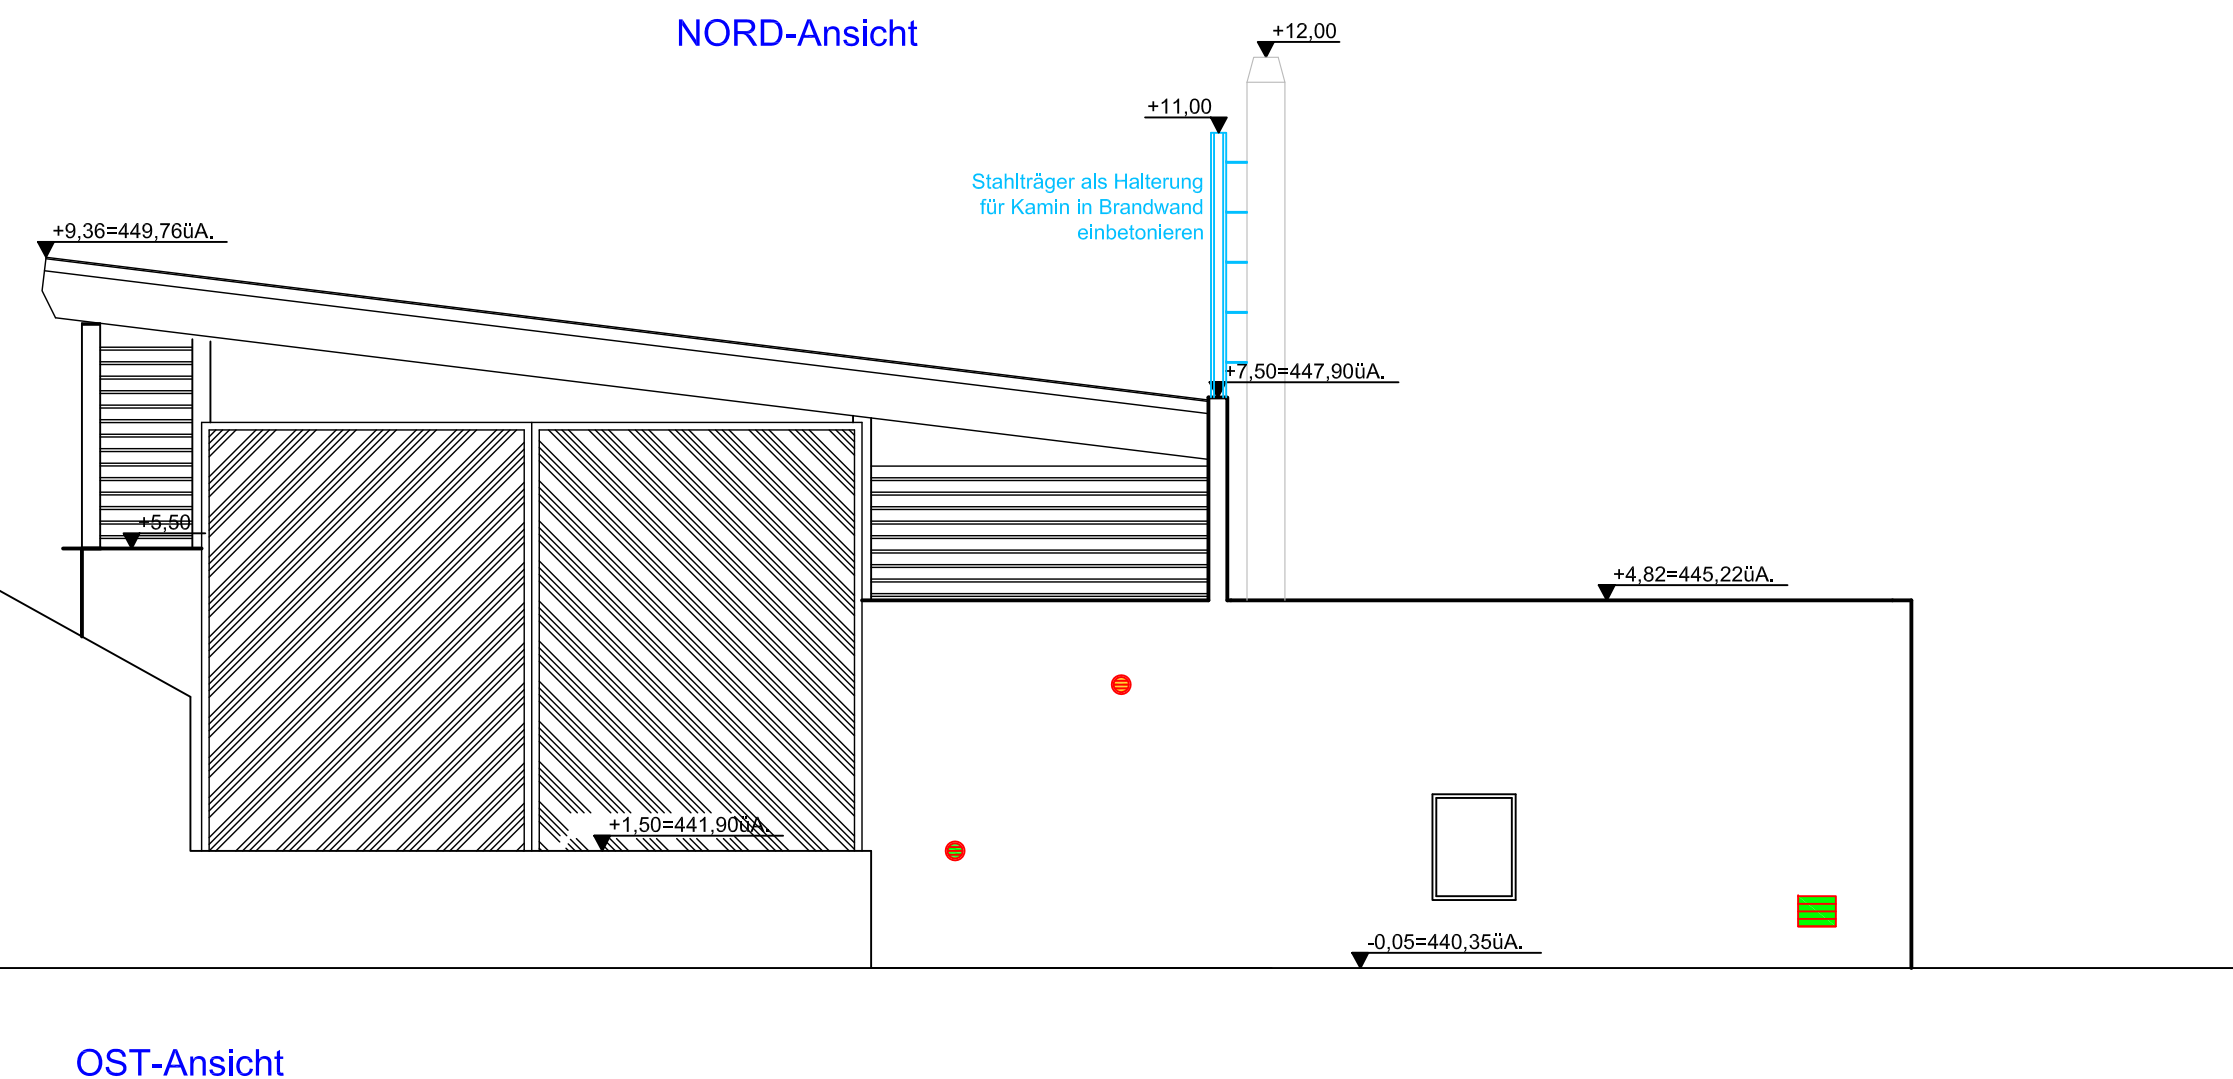 NORD-Ansicht
+12,00
+11,00
Stahlträger als Halterung
für Kamin in Brandwand
einbetonieren
+9,36=449,76üA.
+7,50=447,90üA.
+5,50
+4,82=445,22üA.
+1,50=441,90üA.
-0,05=440,35üA.
OST-Ansicht